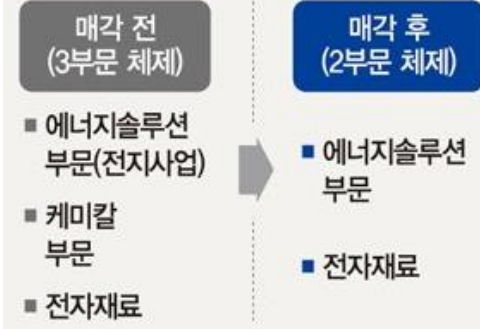 매각 전
(3부문 체제)
■ 에너지솔루션
부문(전지사업)
■ 케미칼
부문
■ 전자재료
매각 후
(2부문 체제)
■ 에너지솔루션
부문
■ 전자재료